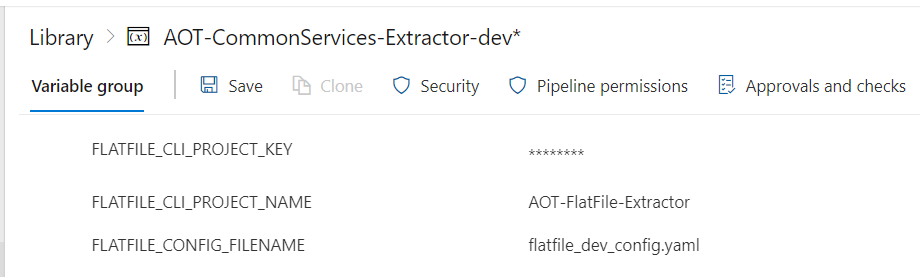 Library > (x) AOT-CommonServices-Extractor-dev*
Variable group Save Clone Security Pipeline permissions Approvals and checks
FLATFILE_CLI_PROJECT_KEY ********
FLATFILE_CLI_PROJECT_NAME AOT-FlatFile-Extractor
FLATFILE_CONFIG_FILENAME flatfile_dev_config.yaml